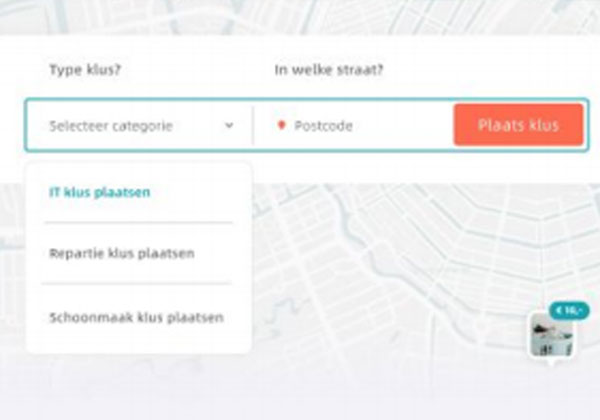 Type klus?
In welke straat?
Selecteer categorie
Postcode
Plaats klus
IT klus plaatsen
Repartie klus plaatsen
Schoonmaak klus plaatsen
€ 16,-